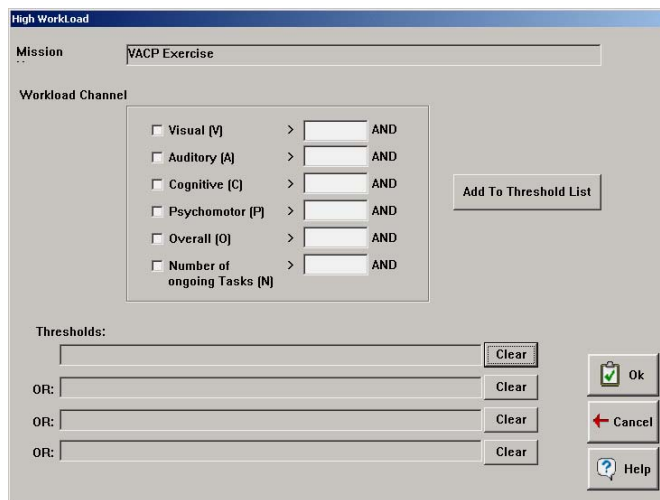 High WorkLoad
Mission
VACP Exercise
Workload Channel
Visual (V) > AND
Auditory (A) > AND
Cognitive (C) > AND
Psychomotor (P) > AND
Overall (O) > AND
Number of > AND
ongoing Tasks (N)
Add To Threshold List
Thresholds:
Clear
OR: Clear
OR: Clear
OR: Clear
Ok
Cancel
Help